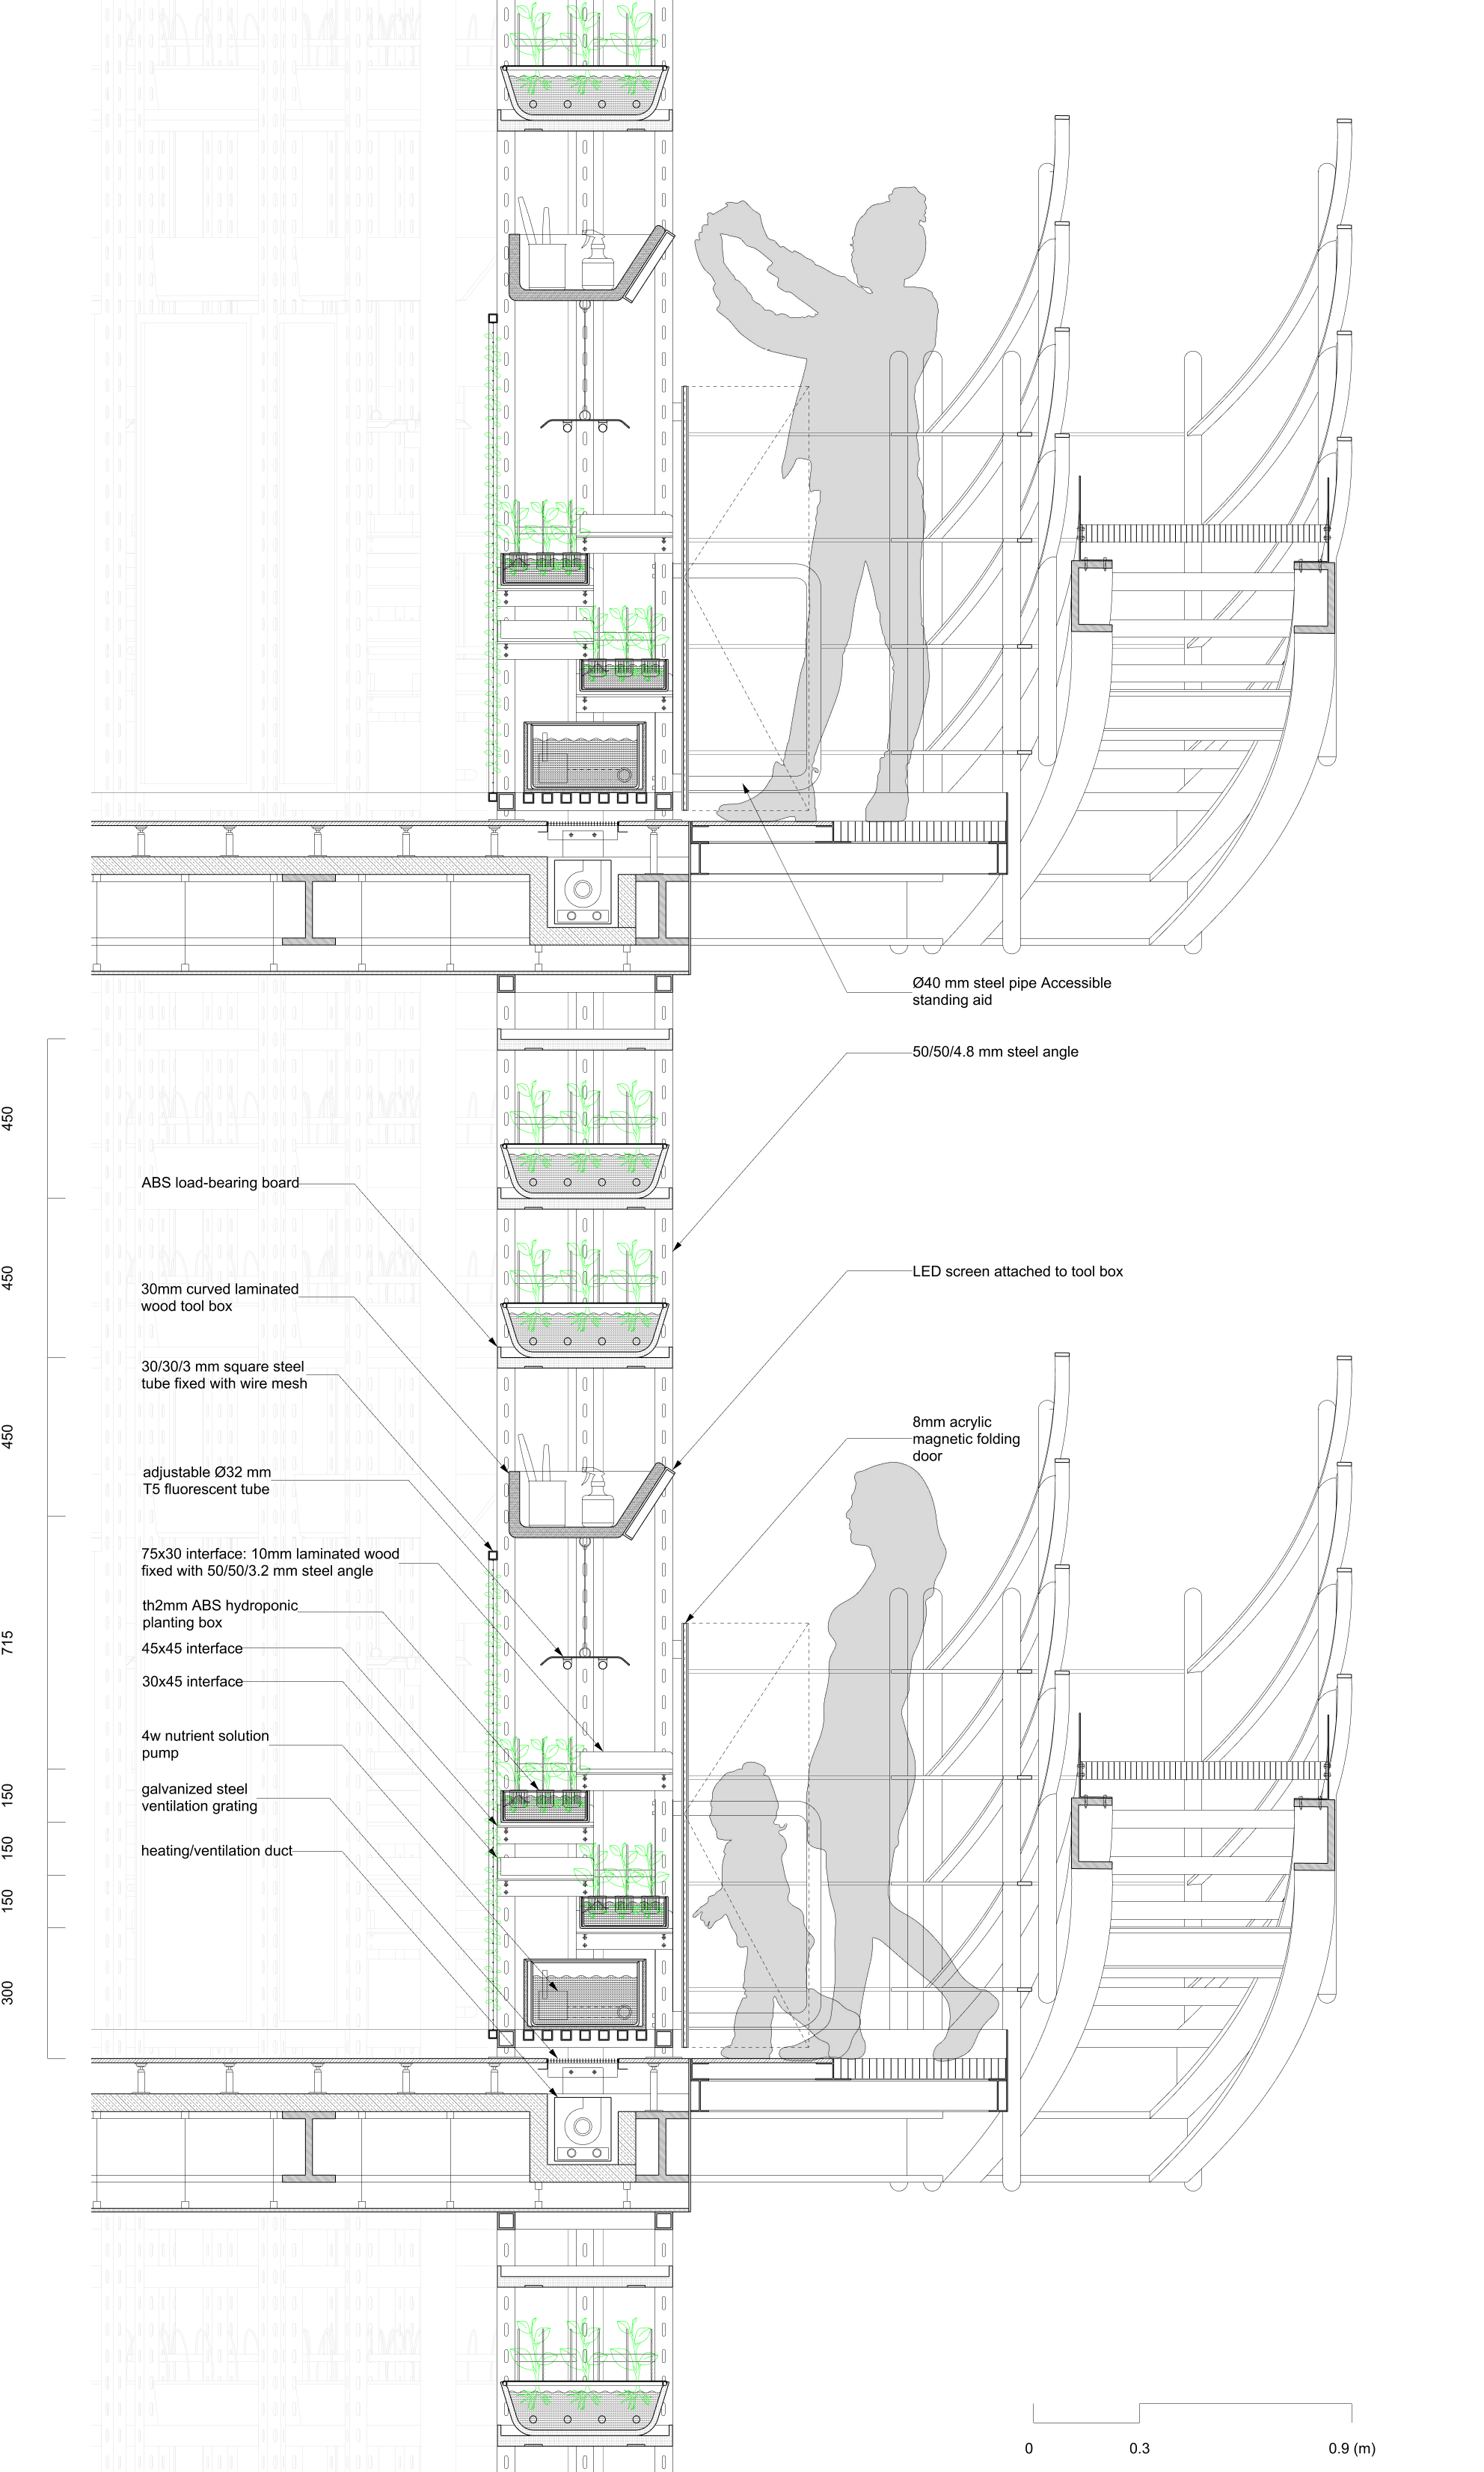 Ø40 mm steel pipe Accessible
standing aid
50/50/4.8 mm steel angle
450
ABS load-bearing board
450
LED screen attached to tool box
30mm curved laminated
wood tool box
30/30/3 mm square steel
tube fixed with wire mesh
450
8mm acrylic
magnetic folding
door
adjustable Ø32 mm
T5 fluorescent tube
75x30 interface: 10mm laminated wood
fixed with 50/50/3.2 mm steel angle
th2mm ABS hydroponic
planting box
715
45x45 interface
30x45 interface
4w nutrient solution
pump
150
galvanized steel
ventilation grating
150
heating/ventilation duct
150
300
0 0.3 0.9 (m)